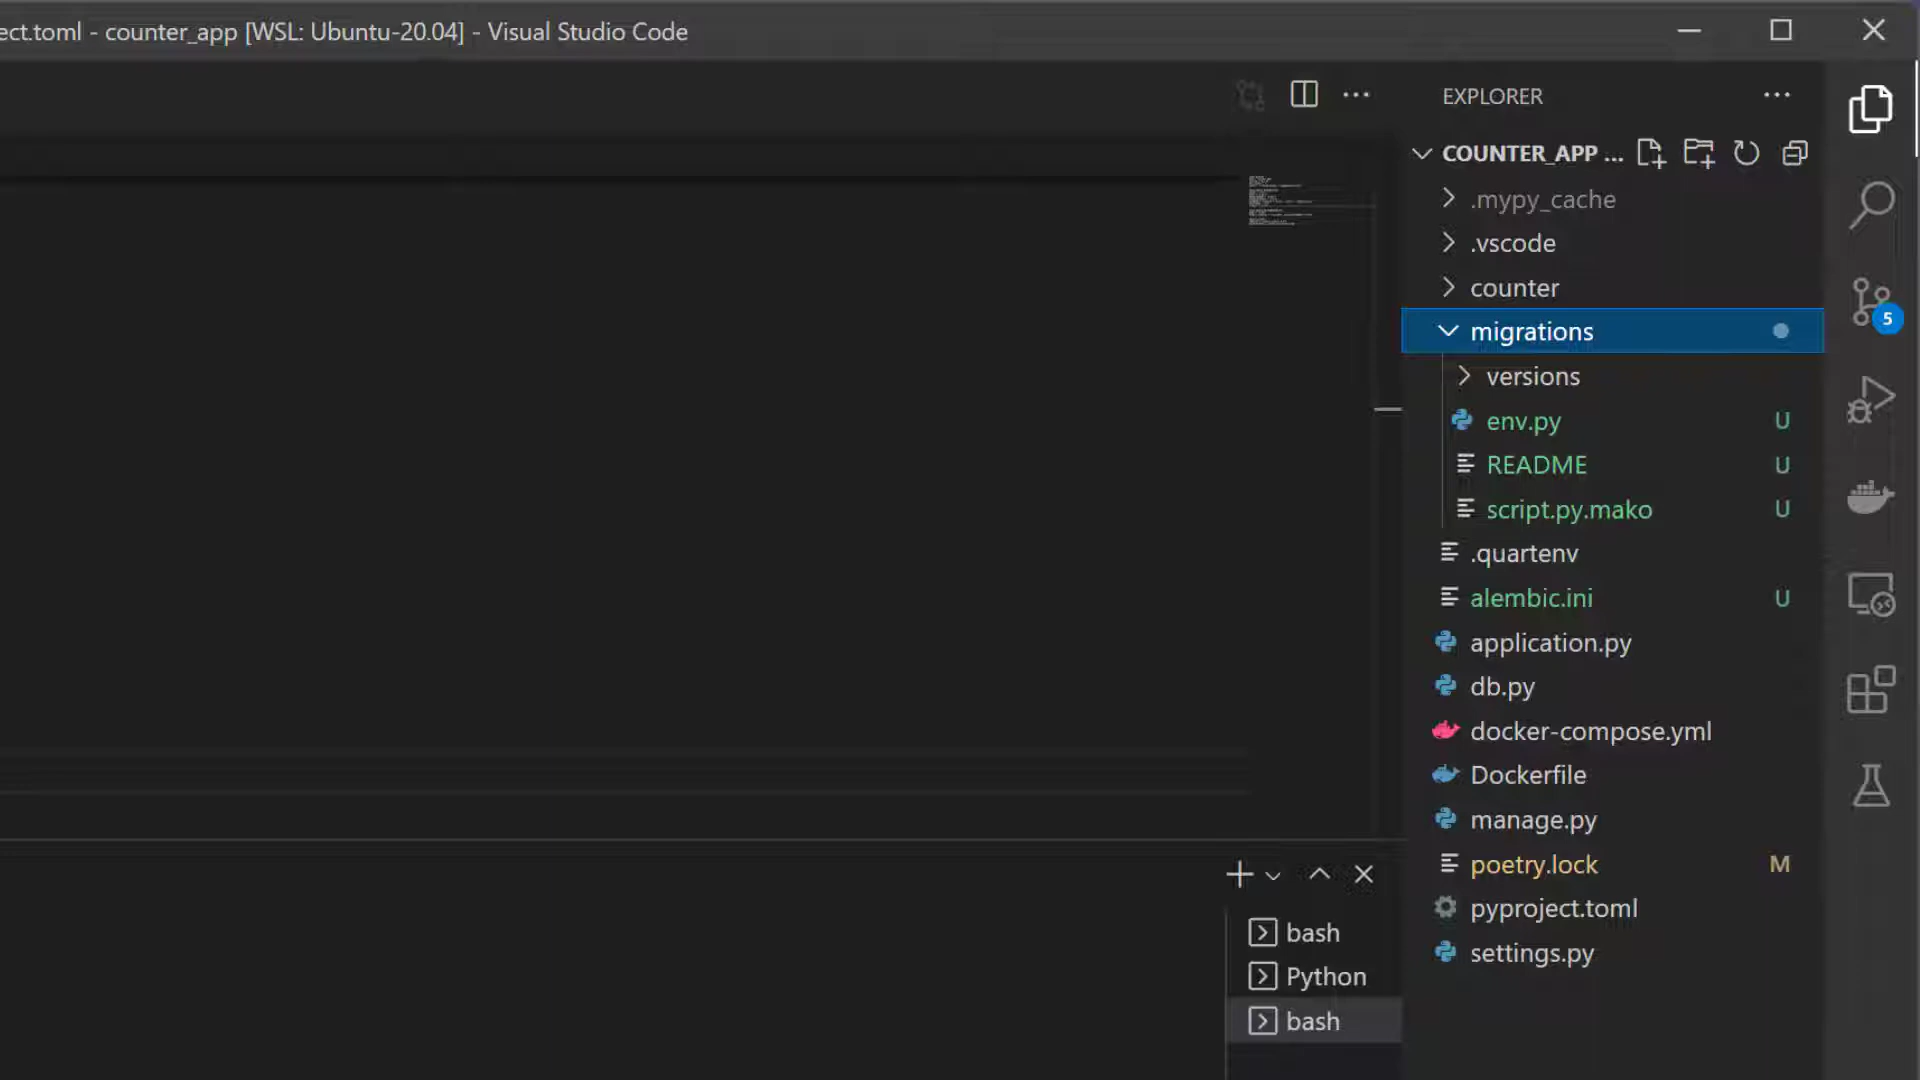 ect.toml - counter_app [WSL: Ubuntu-20.04] - Visual Studio Code
EXPLORER
COUNTER_APP ...
.mypy_cache
.vscode
counter
migrations
versions
env.py U
README U
script.py.mako U
.quartenv
alembic.ini U
application.py
db.py
docker-compose.yml
Dockerfile
manage.py
poetry.lock M
pyproject.toml
settings.py
5
bash
Python
bash